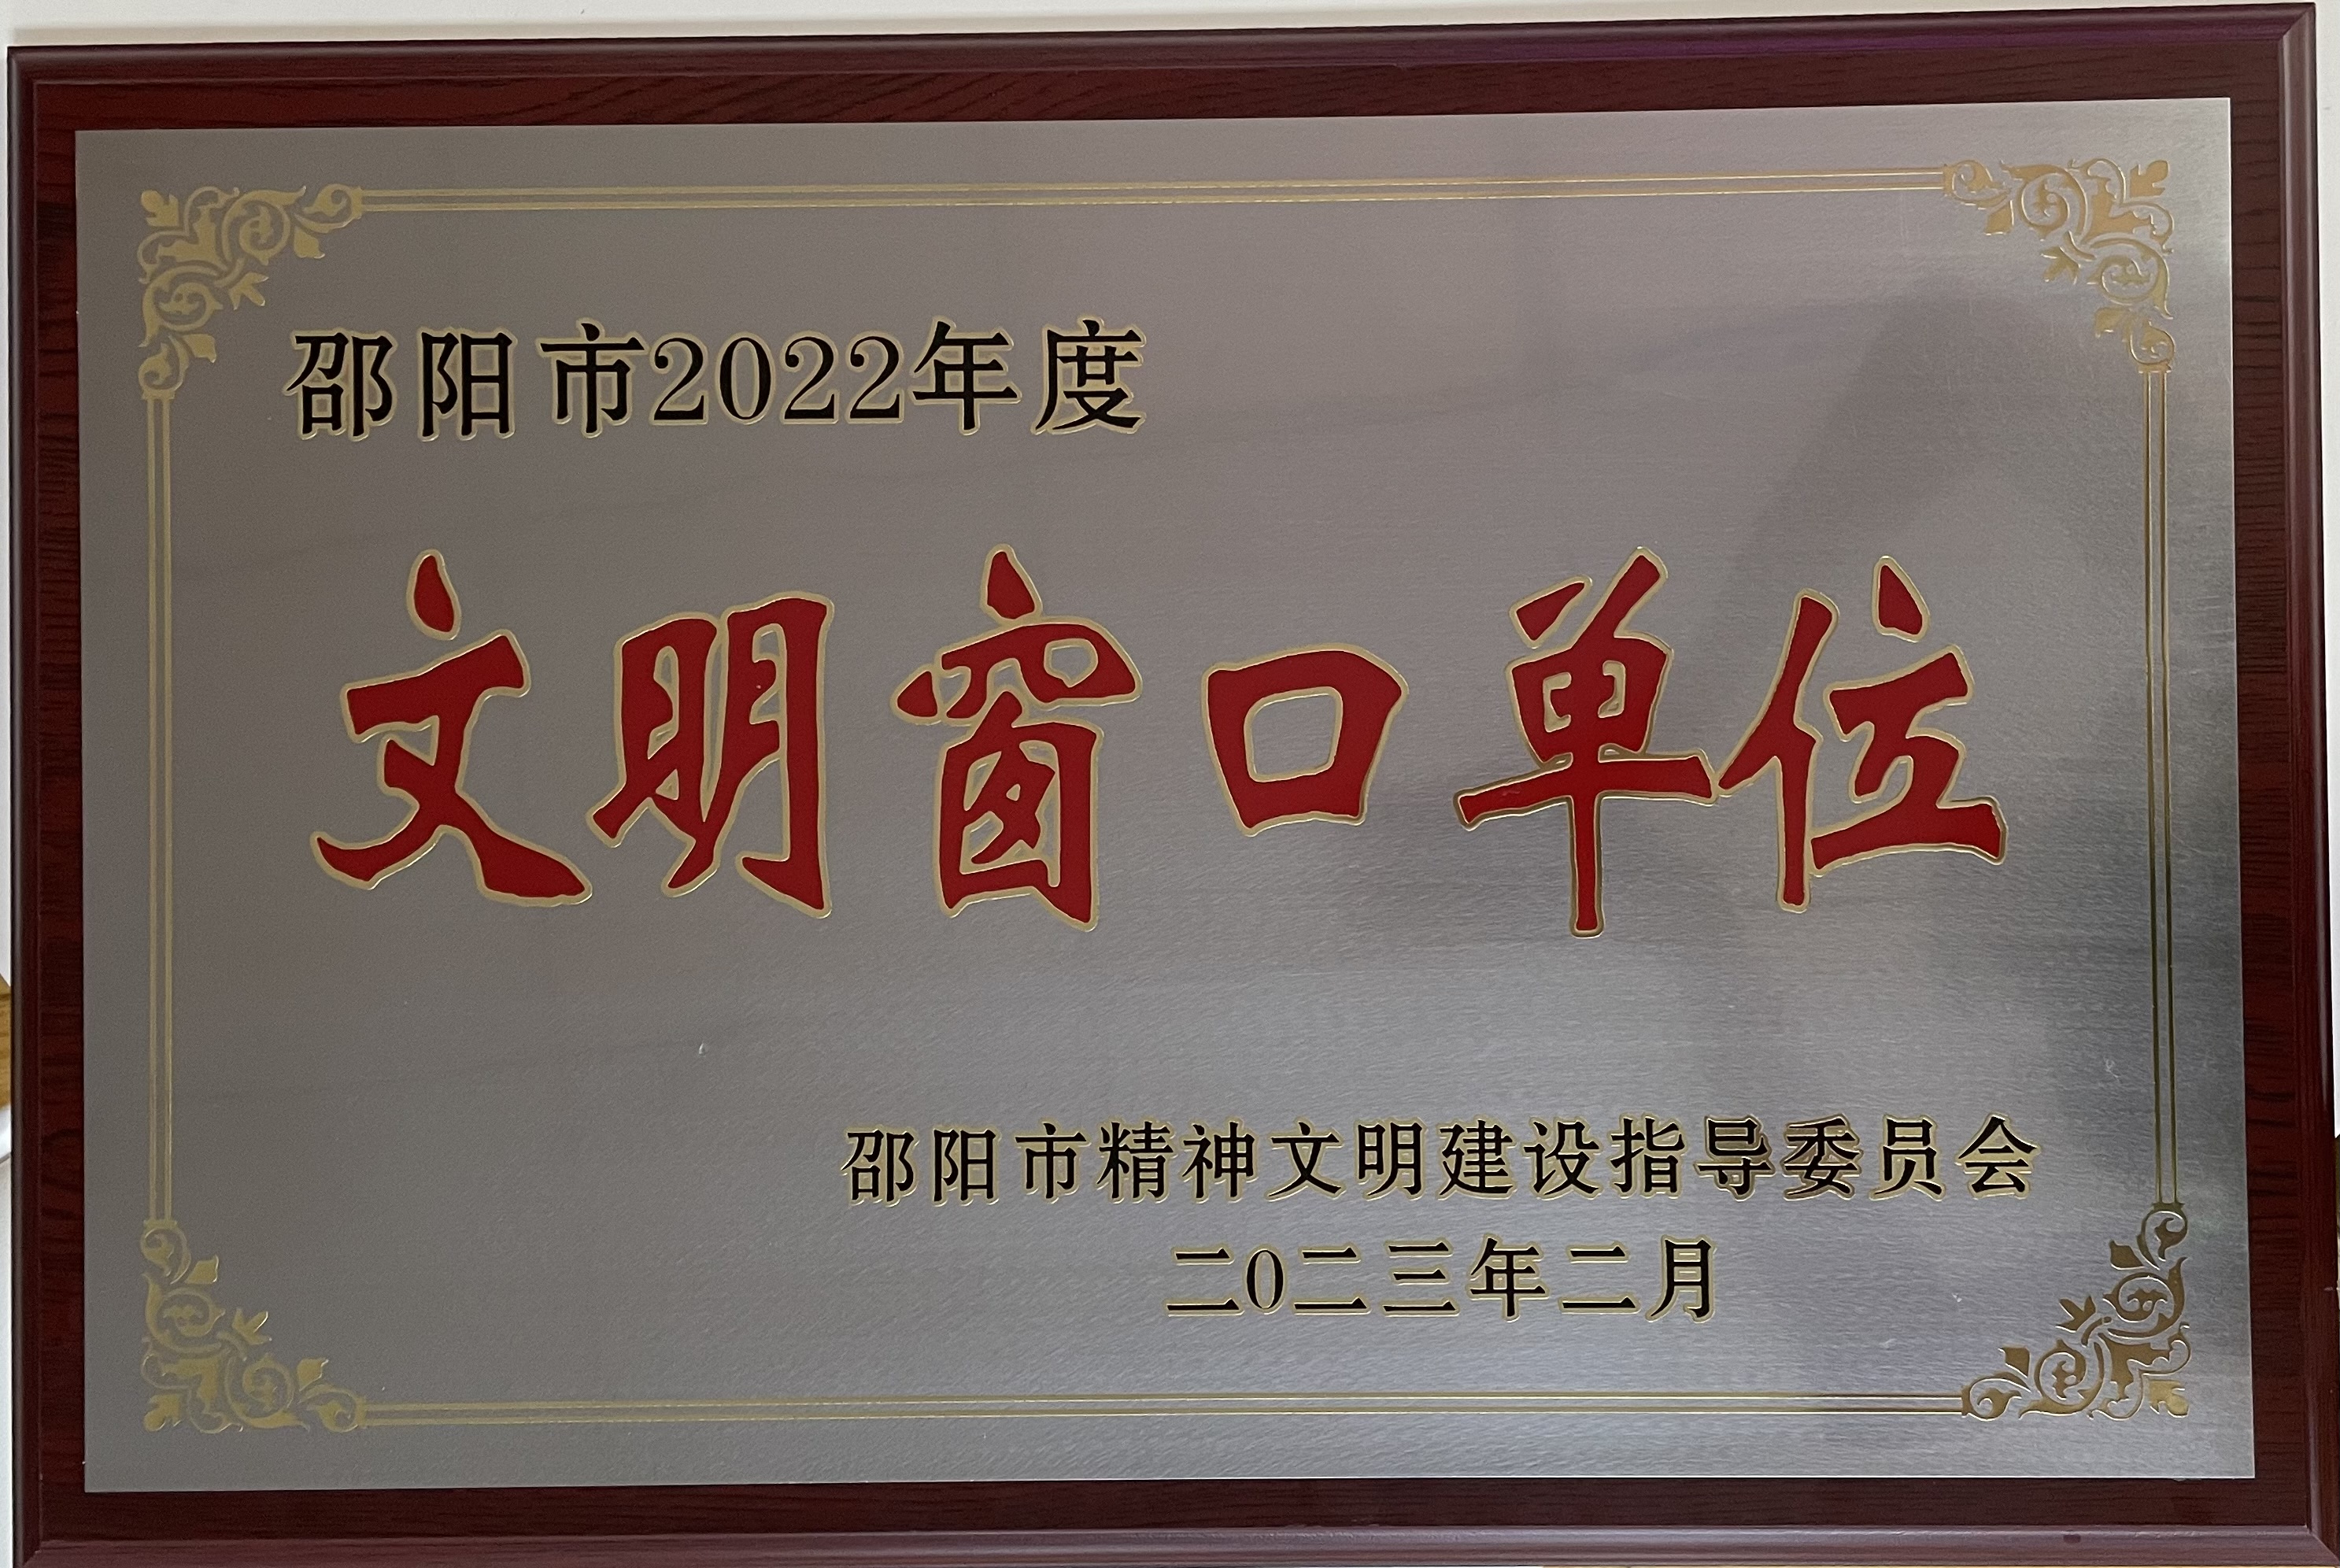 邵阳市2022年度
文明窗口单位
邵阳市精神文明建设指导委员会
二0二三年二月